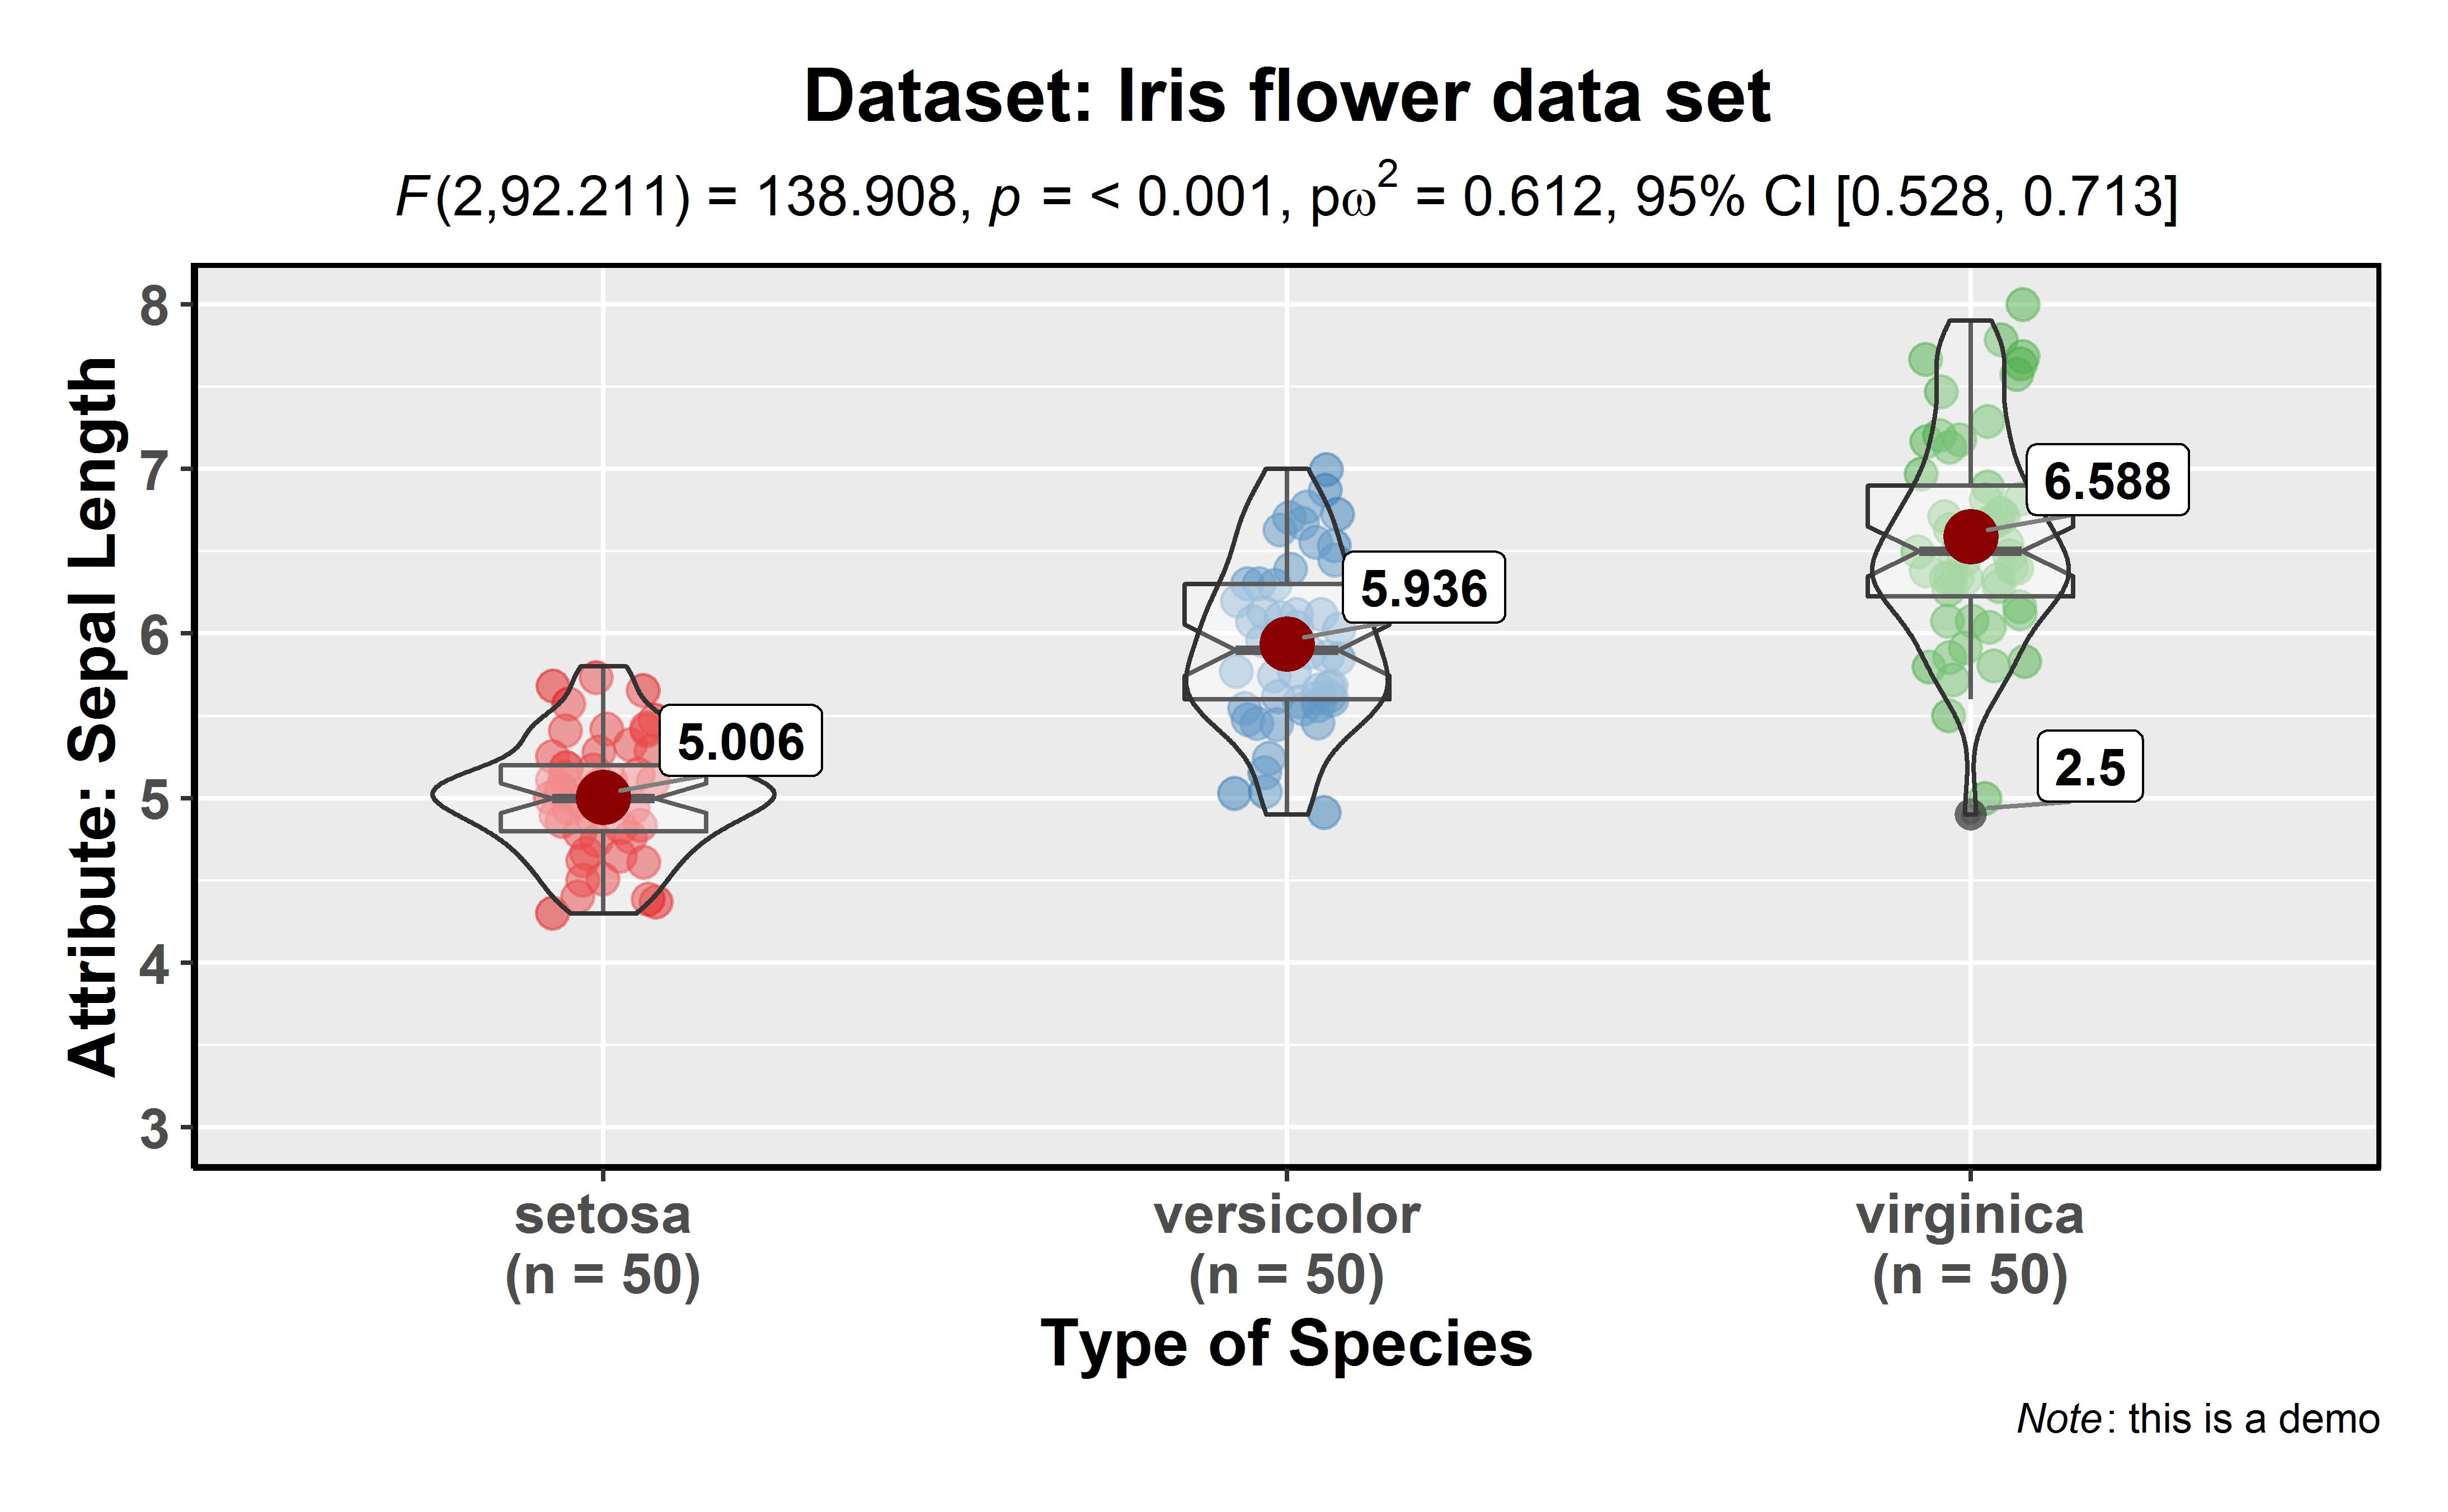 Dataset: Iris flower data set
F(2,92.211) = 138.908, p = < 0.001, pω² = 0.612, 95% CI [0.528, 0.713]
Attribute: Sepal Length
8
7
6
5
4
3
6.588
5.936
5.006
2.5
setosa versicolor virginica
(n = 50) (n = 50) (n = 50)
Type of Species
Note: this is a demo